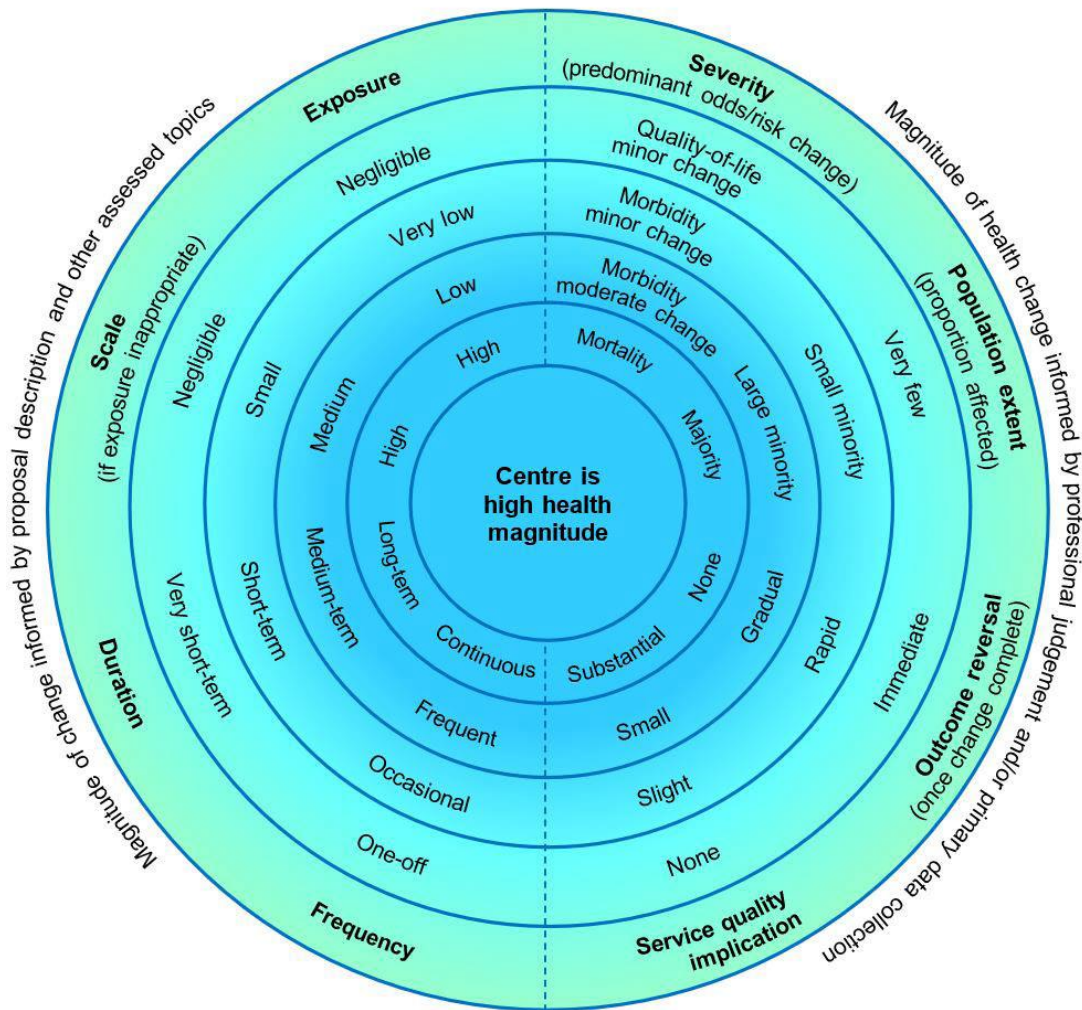 Magnitude of change informed by proposal description and other assessed topics
Magnitude of health change informed by professional judgement and/or primary data collection
Exposure
Negligible
Very low
Low
High
Scale
(if exposure inappropriate)
Negligible
Small
Medium
High
Duration
Very short-term
Short-term
Medium-term
Long-term
Frequency
One-off
Occasional
Frequent
Continuous
Severity
(predominant odds/risk change)
Quality-of-life
minor change
Morbidity
minor change
Morbidity
moderate change
Mortality
Population extent
(proportion affected)
Very few
Small minority
Large minority
Majority
Outcome reversal
(once change complete)
Immediate
Rapid
Gradual
None
Service quality
implication
None
Slight
Small
Substantial
Centre is
high health
magnitude